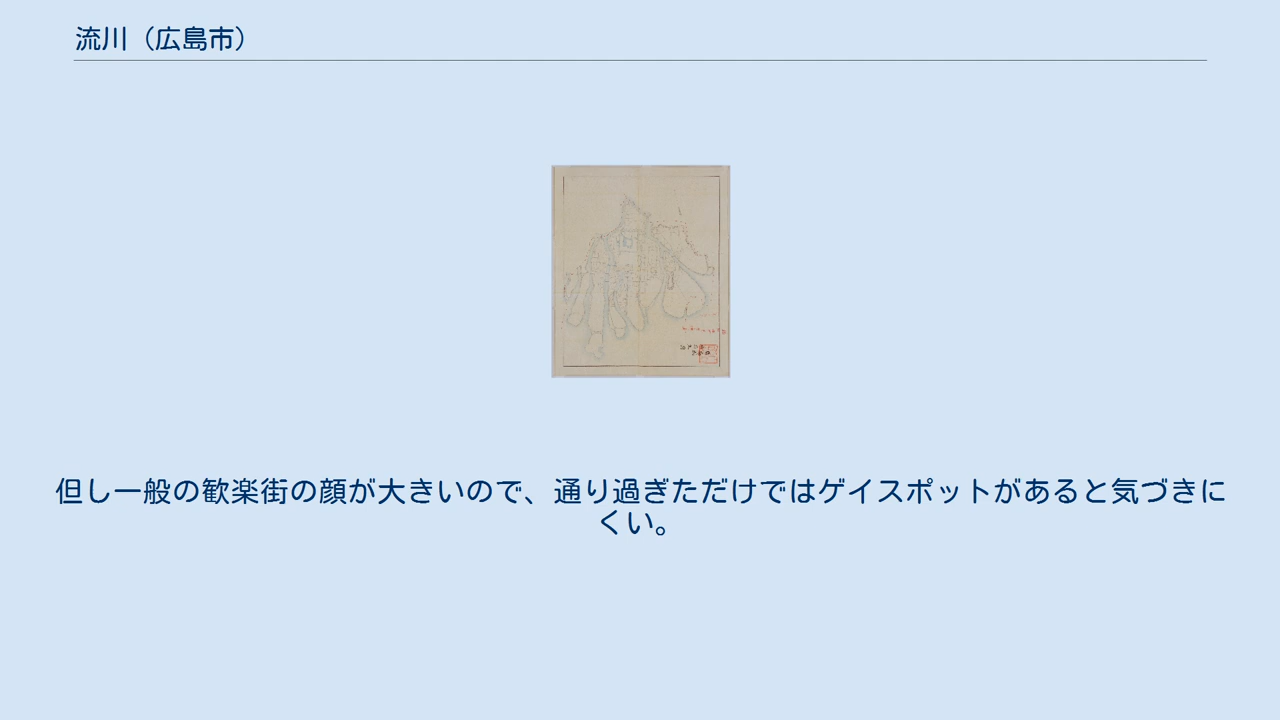 流川（広島市）
但し一般の歓楽街の顔が大きいので、通り過ぎただけではゲイスポットがあると気づきに
くい。